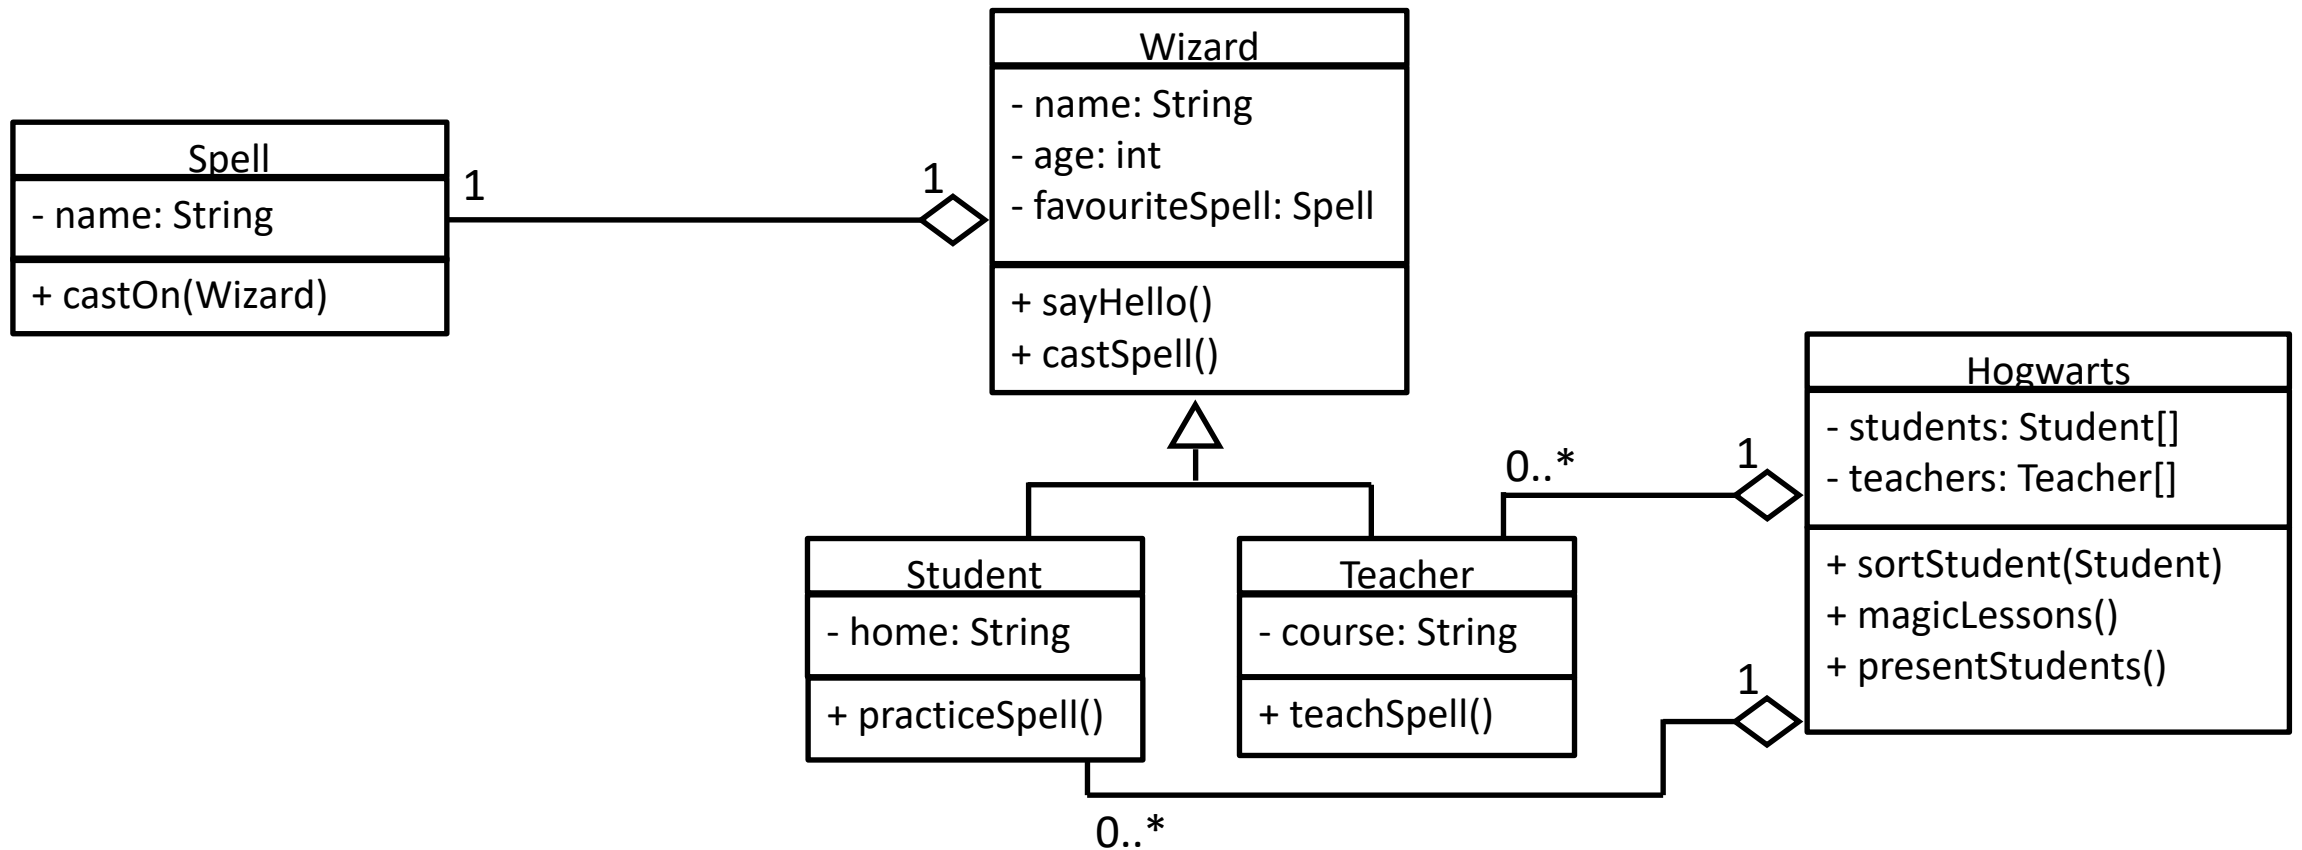 Wizard
- name: String
- age: int
- favouriteSpell: Spell
+ sayHello()
+ castSpell()
Spell
- name: String
+ castOn(Wizard)
1
1
Hogwarts
- students: Student[]
- teachers: Teacher[]
+ sortStudent(Student)
+ magicLessons()
+ presentStudents()
0..*
1
Student
- home: String
+ practiceSpell()
Teacher
- course: String
+ teachSpell()
1
0..*